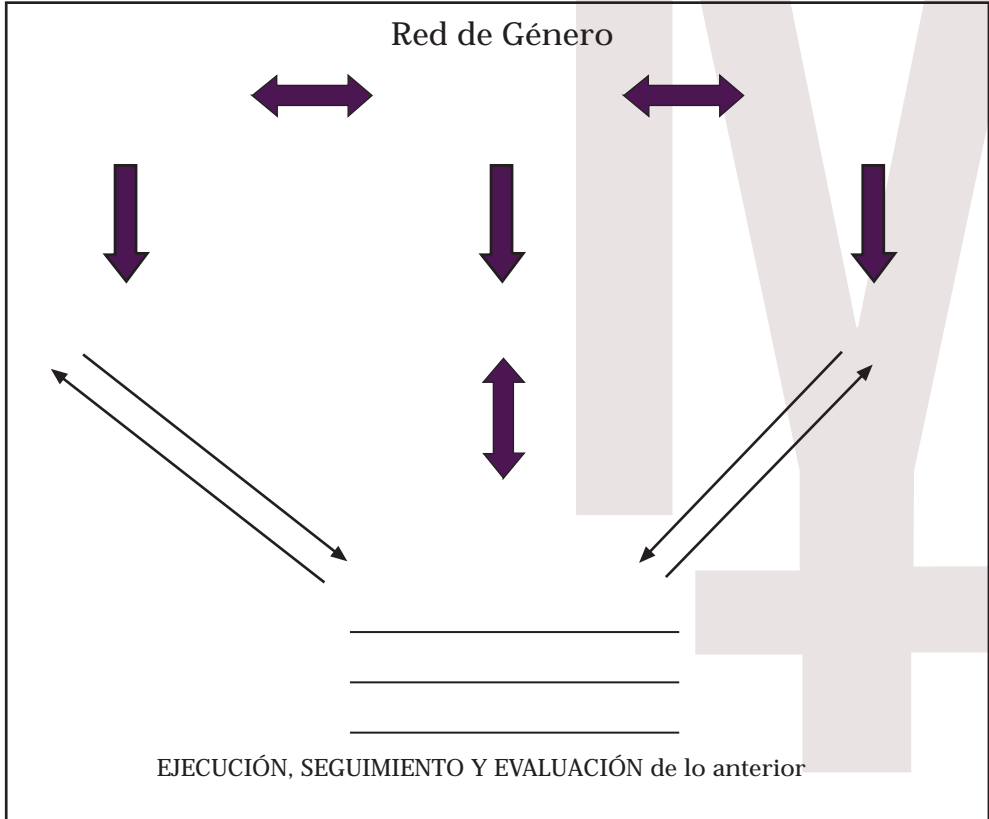 Red de Género
EJECUCIÓN, SEGUIMIENTO Y EVALUACIÓN de lo anterior